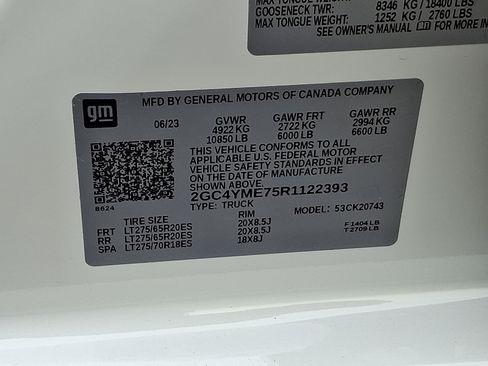 MAX TONGUE WEIGHT
GOOSENECK TWR: 8346 KG / 18400 LBS
MAX TONGUE WEIGHT: 1252 KG / 2760 LBS
SEE OWNER'S MANUAL gm FOR MORE IN
gm
MFD BY GENERAL MOTORS OF CANADA COMPANY
06/23 GVWR GAWR FRT GAWR RR
4922 KG 2722 KG 2994 KG
10850 LB 6000 LB 6600 LB
THIS VEHICLE CONFORMS TO ALL
APPLICABLE U.S. FEDERAL MOTOR
VEHICLE SAFETY STANDARDS IN EFFECT
ON THE DATE OF MANUFACTURE
SHOWN ABOVE.
2GC4YME75R1122393
8624
TYPE: TRUCK MODEL: 53CK20743
TIRE SIZE RIM
FRT LT275/65R20ES 20X8.5J F 1404 LB
RR LT275/65R20ES 20X8.5J T 2709 LB
SPA LT275/70R18ES 18X8J